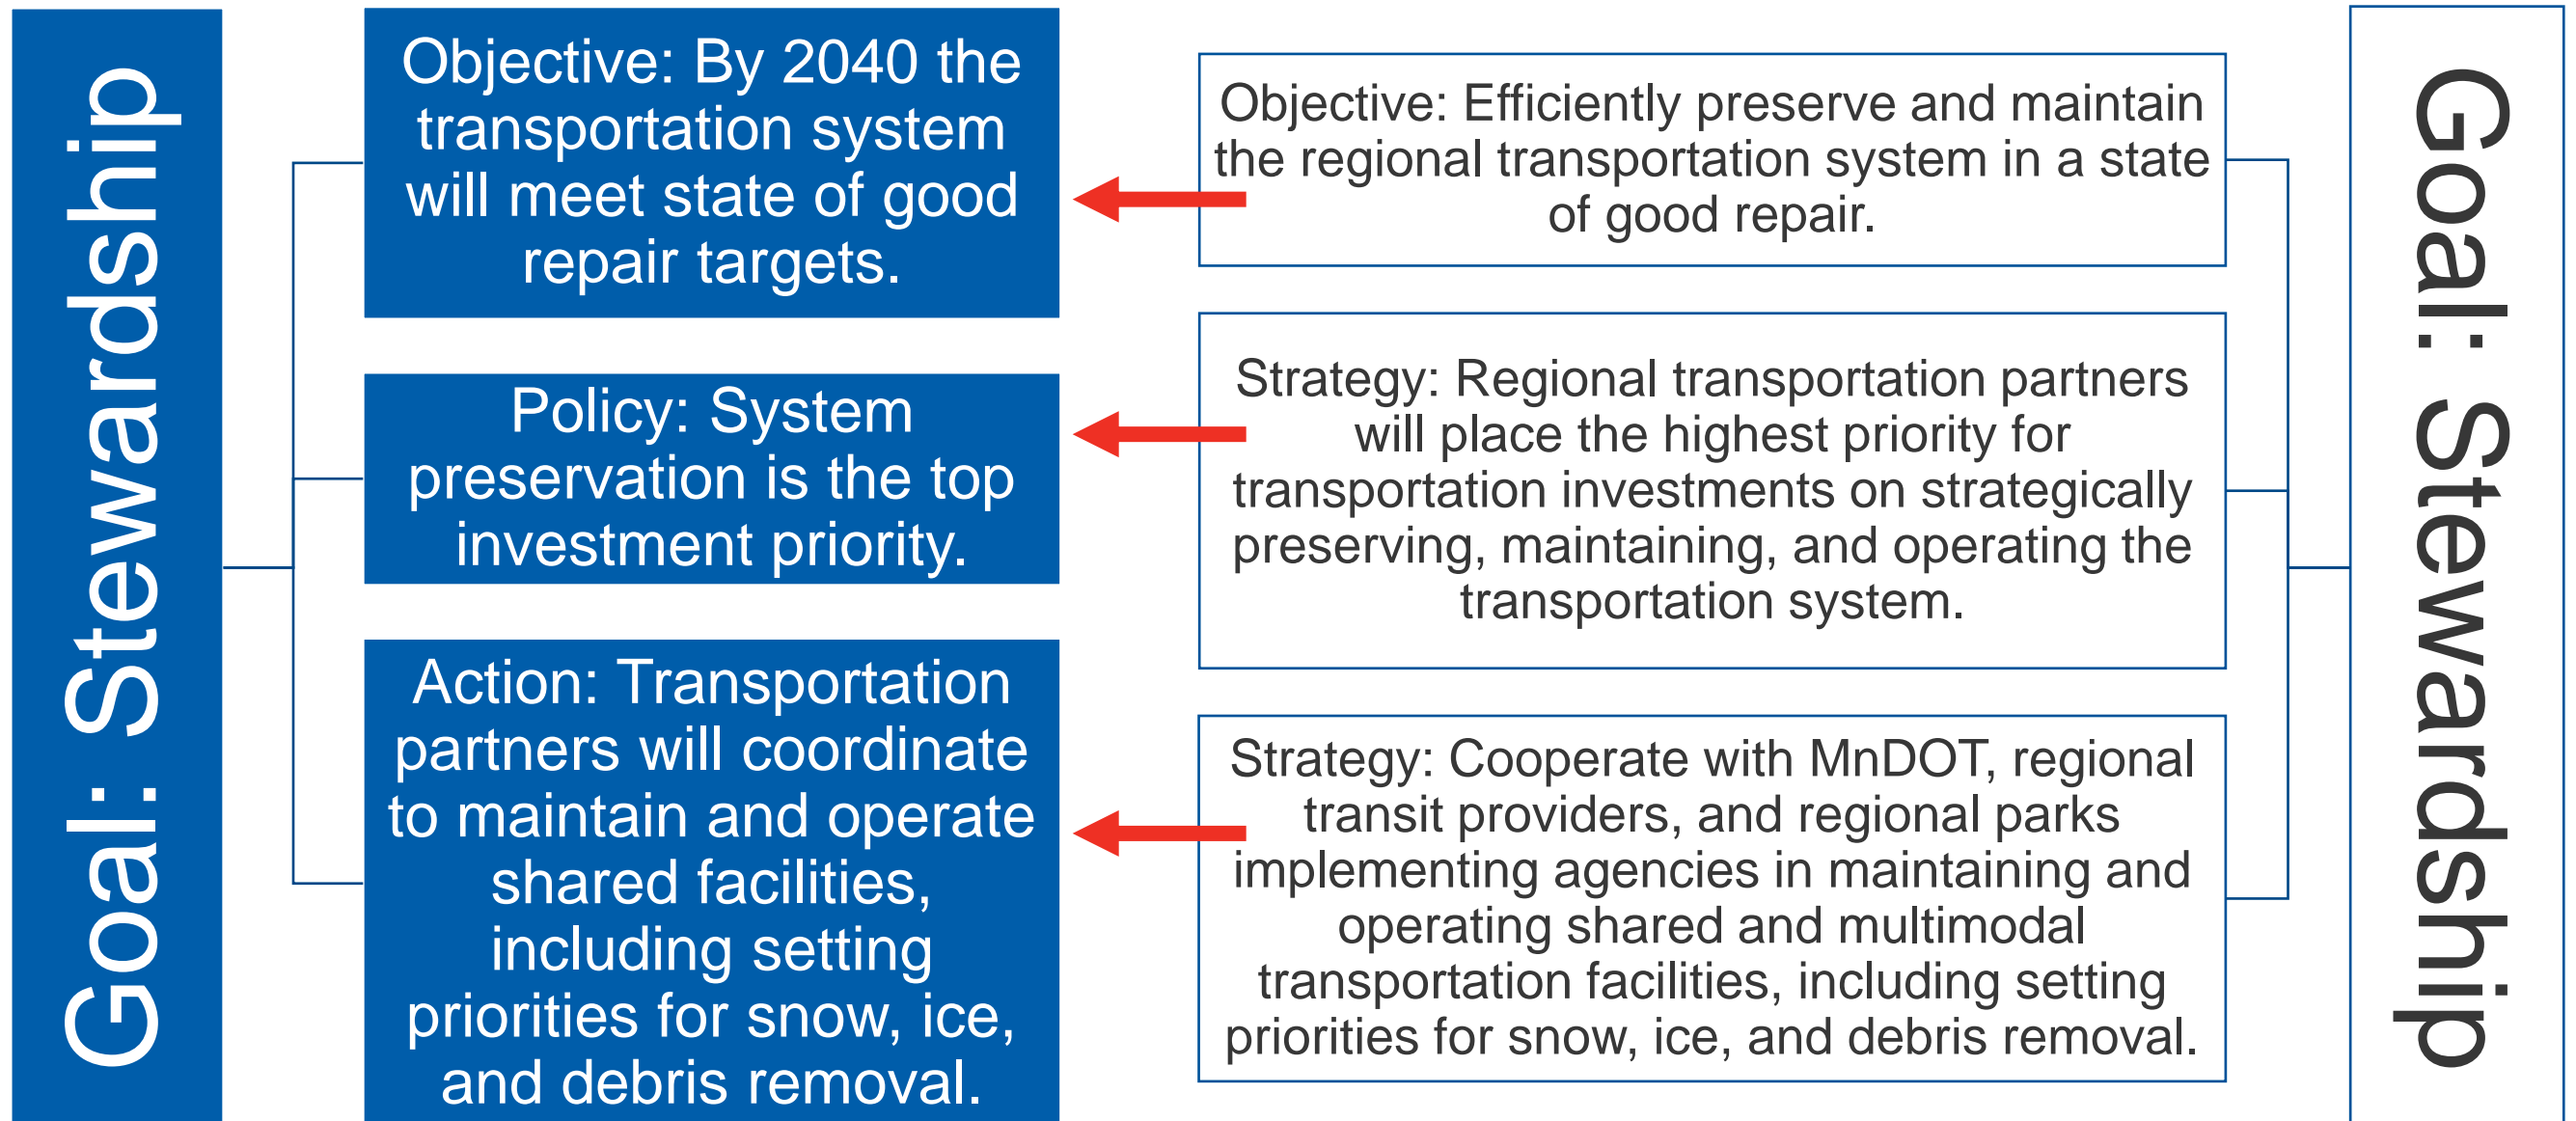 Goal: Stewardship
Objective: By 2040 the
transportation system
will meet state of good
repair targets.
Policy: System
preservation is the top
investment priority.
Action: Transportation
partners will coordinate
to maintain and operate
shared facilities,
including setting
priorities for snow, ice,
and debris removal.
Objective: Efficiently preserve and maintain
the regional transportation system in a state
of good repair.
Strategy: Regional transportation partners
will place the highest priority for
transportation investments on strategically
preserving, maintaining, and operating the
transportation system.
Strategy: Cooperate with MnDOT, regional
transit providers, and regional parks
implementing agencies in maintaining and
operating shared and multimodal
transportation facilities, including setting
priorities for snow, ice, and debris removal.
Goal: Stewardship